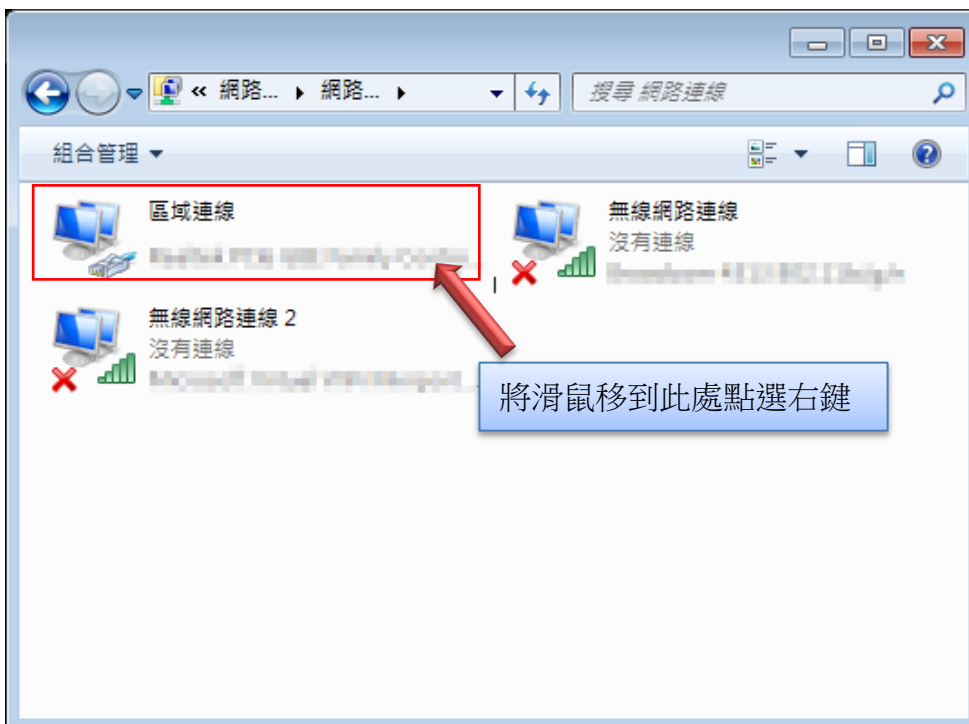 « 網路... 網路...
搜尋 網路連線
組合管理
區域連線
無線網路連線
沒有連線
無線網路連線 2
沒有連線
將滑鼠移到此處點選右鍵